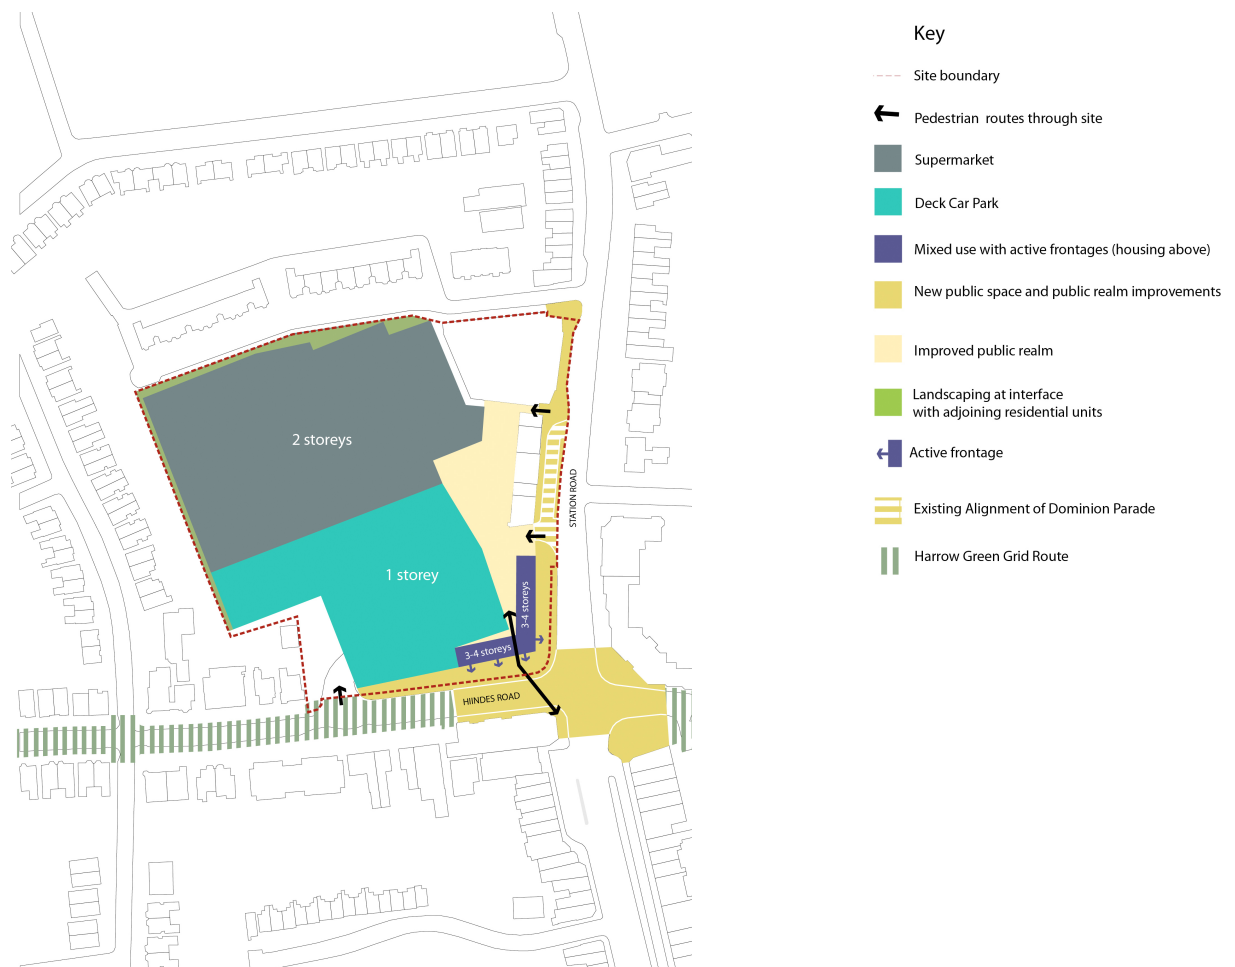 Key
Site boundary
Pedestrian routes through site
Supermarket
Deck Car Park
Mixed use with active frontages (housing above)
New public space and public realm improvements
Improved public realm
Landscaping at interface
with adjoining residential units
Active frontage
Existing Alignment of Dominion Parade
Harrow Green Grid Route
2 storeys
1 storey
STATION ROAD
3-4 storeys
3-4 storeys
HIINDES ROAD